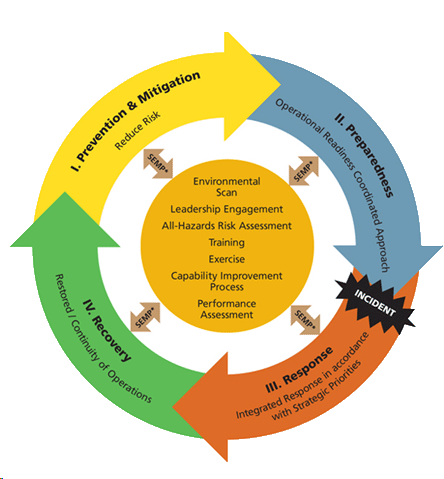 I. Prevention & Mitigation
Reduce Risk
II. Preparedness
Operational Readiness Coordinated Approach
INCIDENT
III. Response
Integrated Response in accordance
with Strategic Priorities
IV. Recovery
Restored / Continuity of Operations
SEMP*
SEMP*
SEMP*
SEMP*
Environmental
Scan
Leadership Engagement
All-Hazards Risk Assessment
Training
Exercise
Capability Improvement
Process
Performance
Assessment